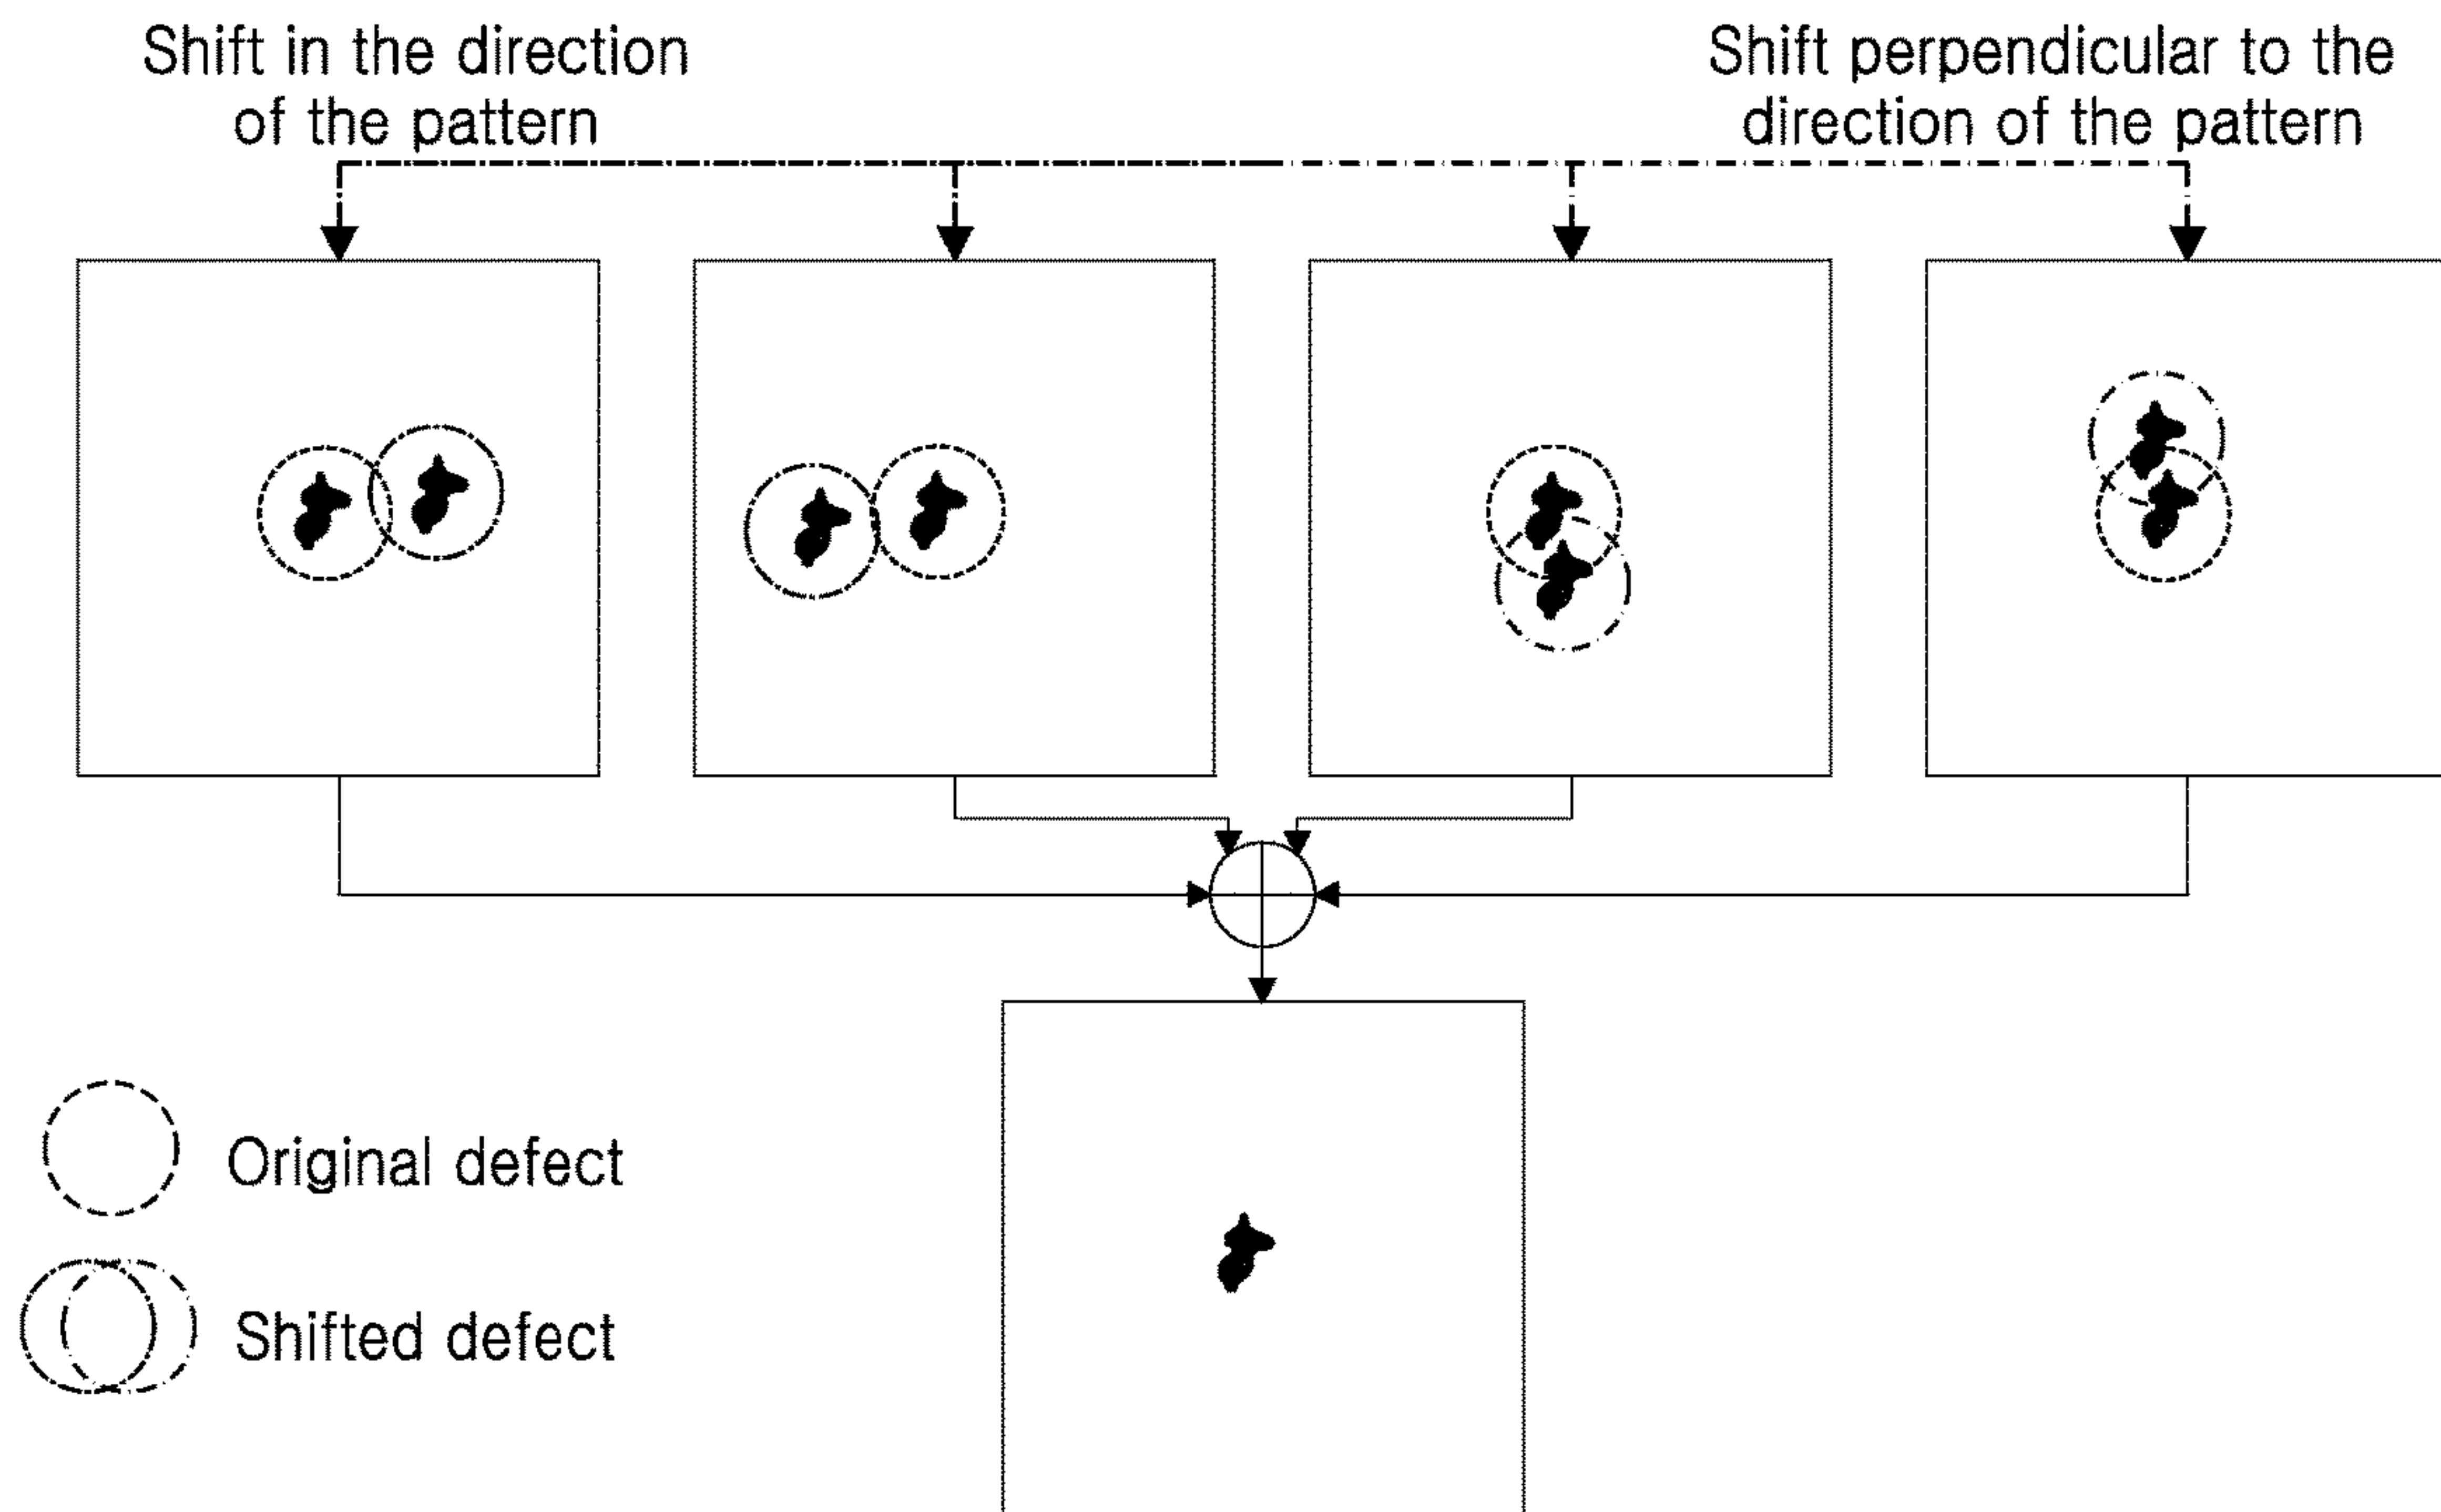 Shift in the direction
of the pattern
Shift perpendicular to the
direction of the pattern
Original defect
Shifted defect